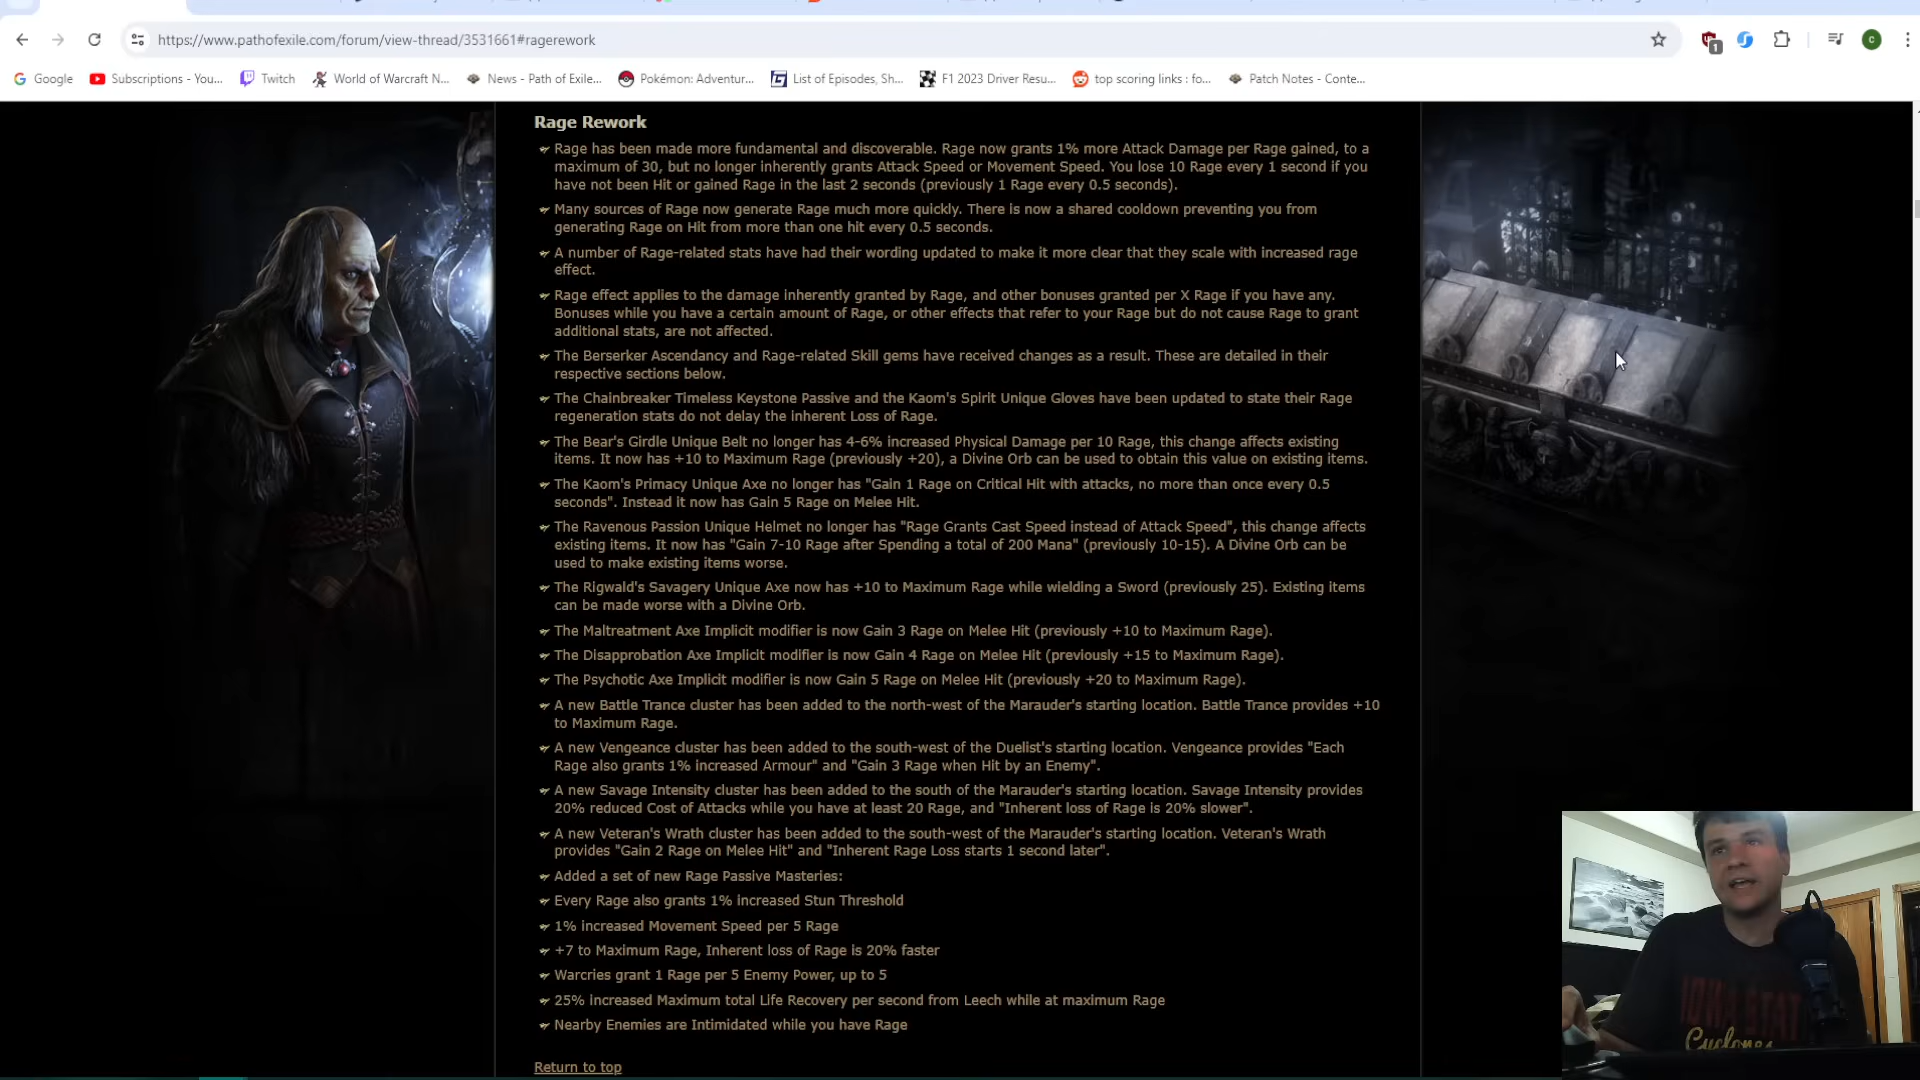 https://www.pathofexile.com/forum/view-thread/3531661#ragerework
1
C
Google
Subscriptions - You...
Twitch
World of Warcraft N...
News - Path of Exile...
Pokémon: Adventur...
List of Episodes, Sh...
F1 2023 Driver Resu...
top scoring links : fo...
Patch Notes - Conte...
Rage Rework
Rage has been made more fundamental and discoverable. Rage now grants 1% more Attack Damage per Rage gained, to a
maximum of 30, but no longer inherently grants Attack Speed or Movement Speed. You lose 10 Rage every 1 second if you
have not been Hit or gained Rage in the last 2 seconds (previously 1 Rage every 0.5 seconds).
Many sources of Rage now generate Rage much more quickly. There is now a shared cooldown preventing you from
generating Rage on Hit from more than one hit every 0.5 seconds.
A number of Rage-related stats have had their wording updated to make it more clear that they scale with increased rage
effect.
Rage effect applies to the damage inherently granted by Rage, and other bonuses granted per X Rage if you have any.
Bonuses while you have a certain amount of Rage, or other effects that refer to your Rage but do not cause Rage to grant
additional stats, are not affected.
The Berserker Ascendancy and Rage-related Skill gems have received changes as a result. These are detailed in their
respective sections below.
The Chainbreaker Timeless Keystone Passive and the Kaom's Spirit Unique Gloves have been updated to state their Rage
regeneration stats do not delay the inherent Loss of Rage.
The Bear's Girdle Unique Belt no longer has 4-6% increased Physical Damage per 10 Rage, this change affects existing
items. It now has +10 to Maximum Rage (previously +20), a Divine Orb can be used to obtain this value on existing items.
The Kaom's Primacy Unique Axe no longer has "Gain 1 Rage on Critical Hit with attacks, no more than once every 0.5
seconds". Instead it now has Gain 5 Rage on Melee Hit.
The Ravenous Passion Unique Helmet no longer has "Rage Grants Cast Speed instead of Attack Speed", this change affects
existing items. It now has "Gain 7-10 Rage after Spending a total of 200 Mana" (previously 10-15). A Divine Orb can be
used to make existing items worse.
The Rigwald's Savagery Unique Axe now has +10 to Maximum Rage while wielding a Sword (previously 25). Existing items
can be made worse with a Divine Orb.
The Maltreatment Axe Implicit modifier is now Gain 3 Rage on Melee Hit (previously +10 to Maximum Rage).
The Disapprobation Axe Implicit modifier is now Gain 4 Rage on Melee Hit (previously +15 to Maximum Rage).
The Psychotic Axe Implicit modifier is now Gain 5 Rage on Melee Hit (previously +20 to Maximum Rage).
A new Battle Trance cluster has been added to the north-west of the Marauder's starting location. Battle Trance provides +10
to Maximum Rage.
A new Vengeance cluster has been added to the south-west of the Duelist's starting location. Vengeance provides "Each
Rage also grants 1% increased Armour" and "Gain 3 Rage when Hit by an Enemy".
A new Savage Intensity cluster has been added to the south of the Marauder's starting location. Savage Intensity provides
20% reduced Cost of Attacks while you have at least 20 Rage, and "Inherent loss of Rage is 20% slower".
A new Veteran's Wrath cluster has been added to the south-west of the Marauder's starting location. Veteran's Wrath
provides "Gain 2 Rage on Melee Hit" and "Inherent Rage Loss starts 1 second later".
Added a set of new Rage Passive Masteries:
Every Rage also grants 1% increased Stun Threshold
1% increased Movement Speed per 5 Rage
+7 to Maximum Rage, Inherent loss of Rage is 20% faster
Warcries grant 1 Rage per 5 Enemy Power, up to 5
25% increased Maximum total Life Recovery per second from Leech while at maximum Rage
Nearby Enemies are Intimidated while you have Rage
Return to top
IOWA STAT
Cyclones